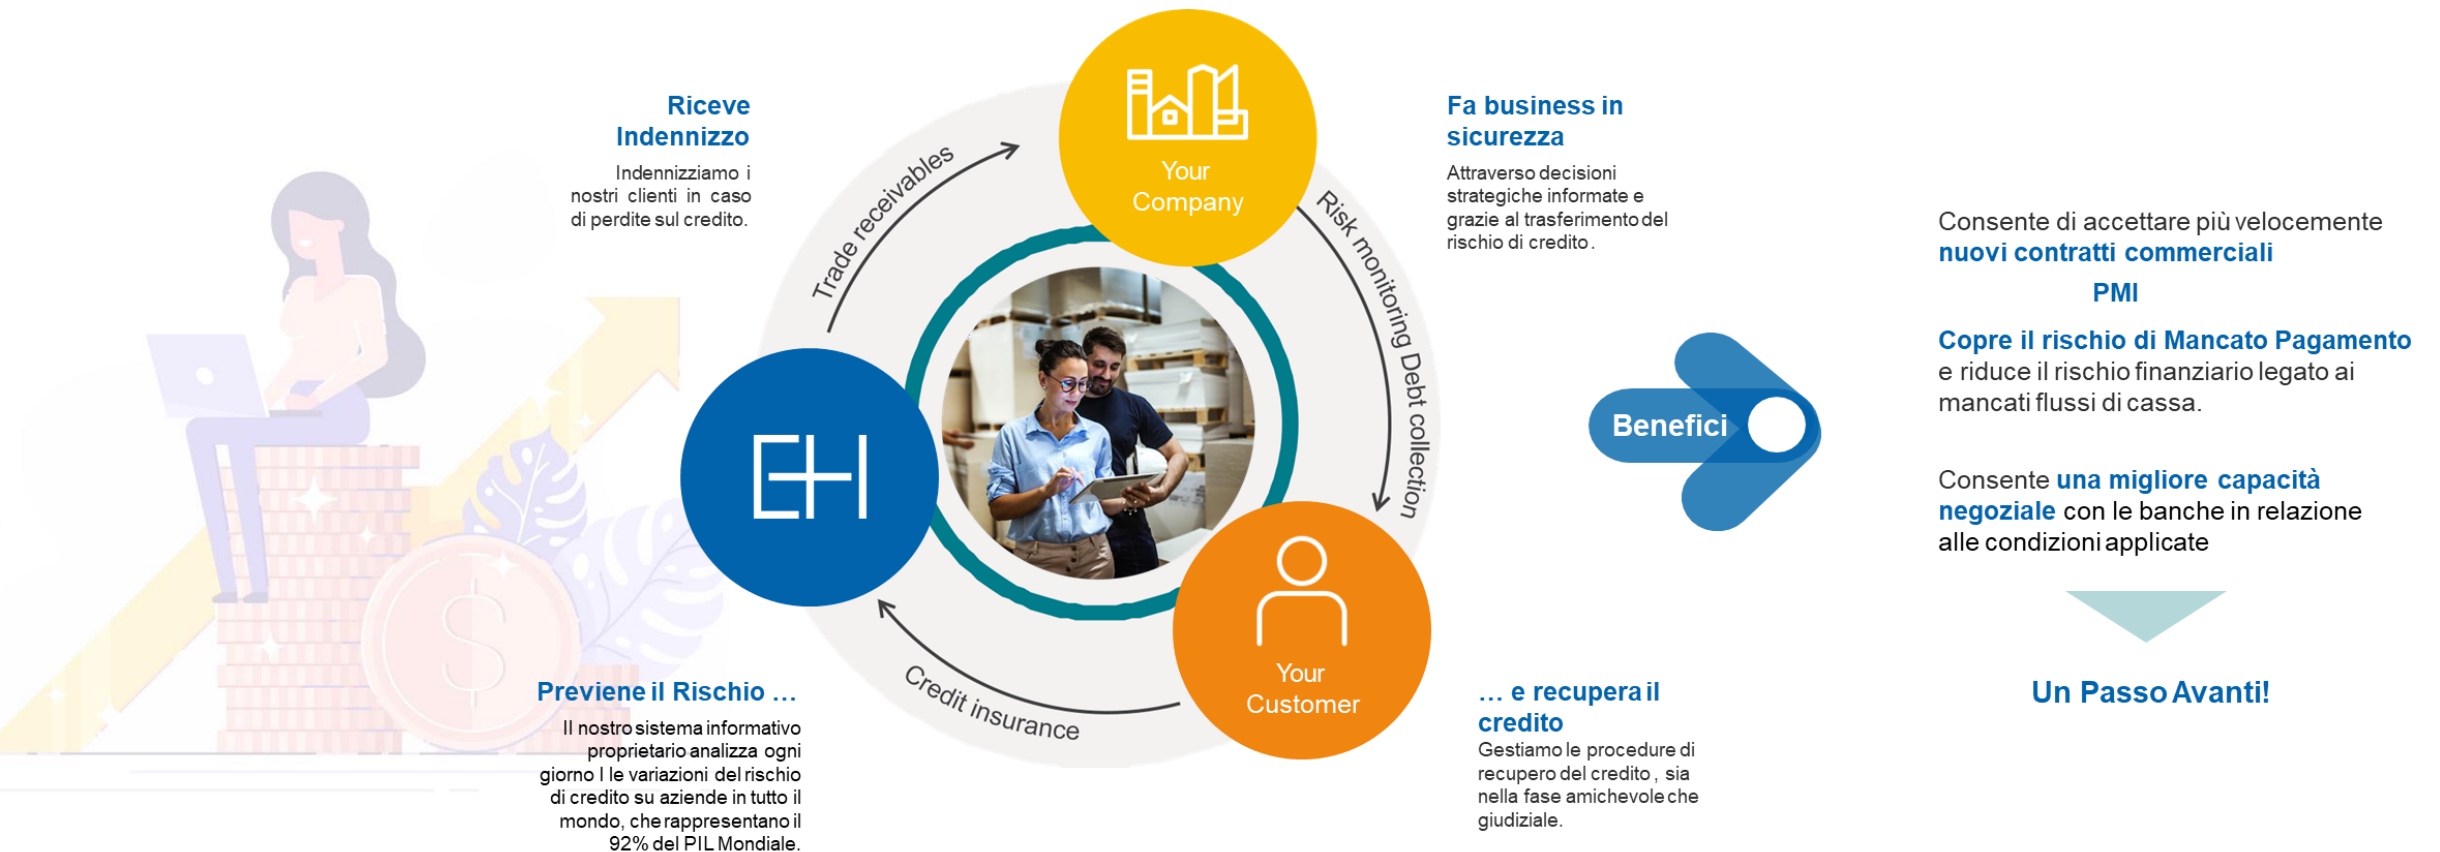 Riceve
Indennizzo
Indennizziamo i
nostri clienti in caso
di perdite sul credito.
Trade receivables
Your
Company
Risk monitoring Debt collection
Fa business in
sicurezza
Attraverso decisioni
strategiche informate e
grazie al trasferimento del
rischio di credito.
EH
Previene il Rischio …
Il nostro sistema informativo
proprietario analizza ogni
giorno l le variazioni del rischio
di credito su aziende in tutto il
mondo, che rappresentano il
92% del PIL Mondiale.
Credit insurance
Your
Customer
… e recupera il
credito
Gestiamo le procedure di
recupero del credito, sia
nella fase amichevole che
giudiziale.
Benefici
Consente di accettare più velocemente
nuovi contratti commerciali
PMI
Copre il rischio di Mancato Pagamento
e riduce il rischio finanziario legato ai
mancati flussi di cassa.
Consente una migliore capacità
negoziale con le banche in relazione
alle condizioni applicate
Un Passo Avanti!